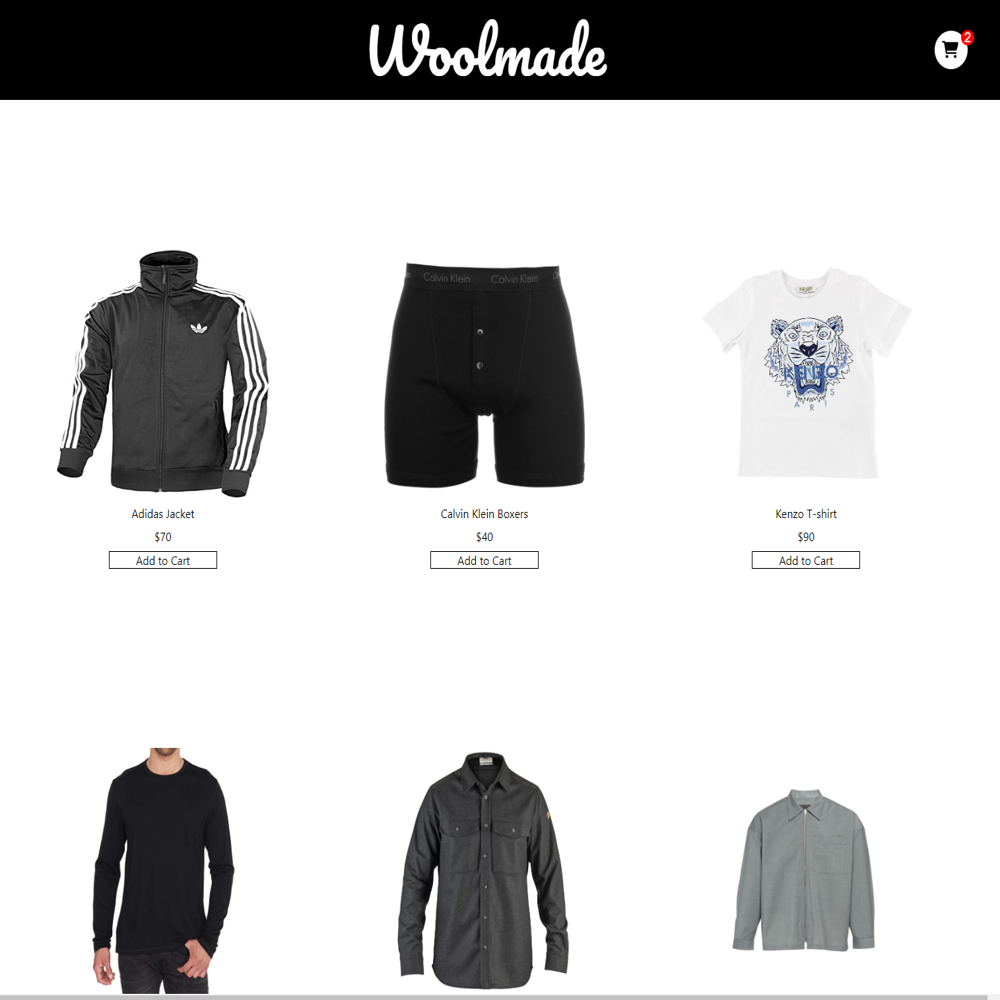 Woolmade
2
Calvin Klein Calvin Klein
KENZO
PARIS
Adidas Jacket
Calvin Klein Boxers
Kenzo T-shirt
$70
$40
$90
Add to Cart
Add to Cart
Add to Cart